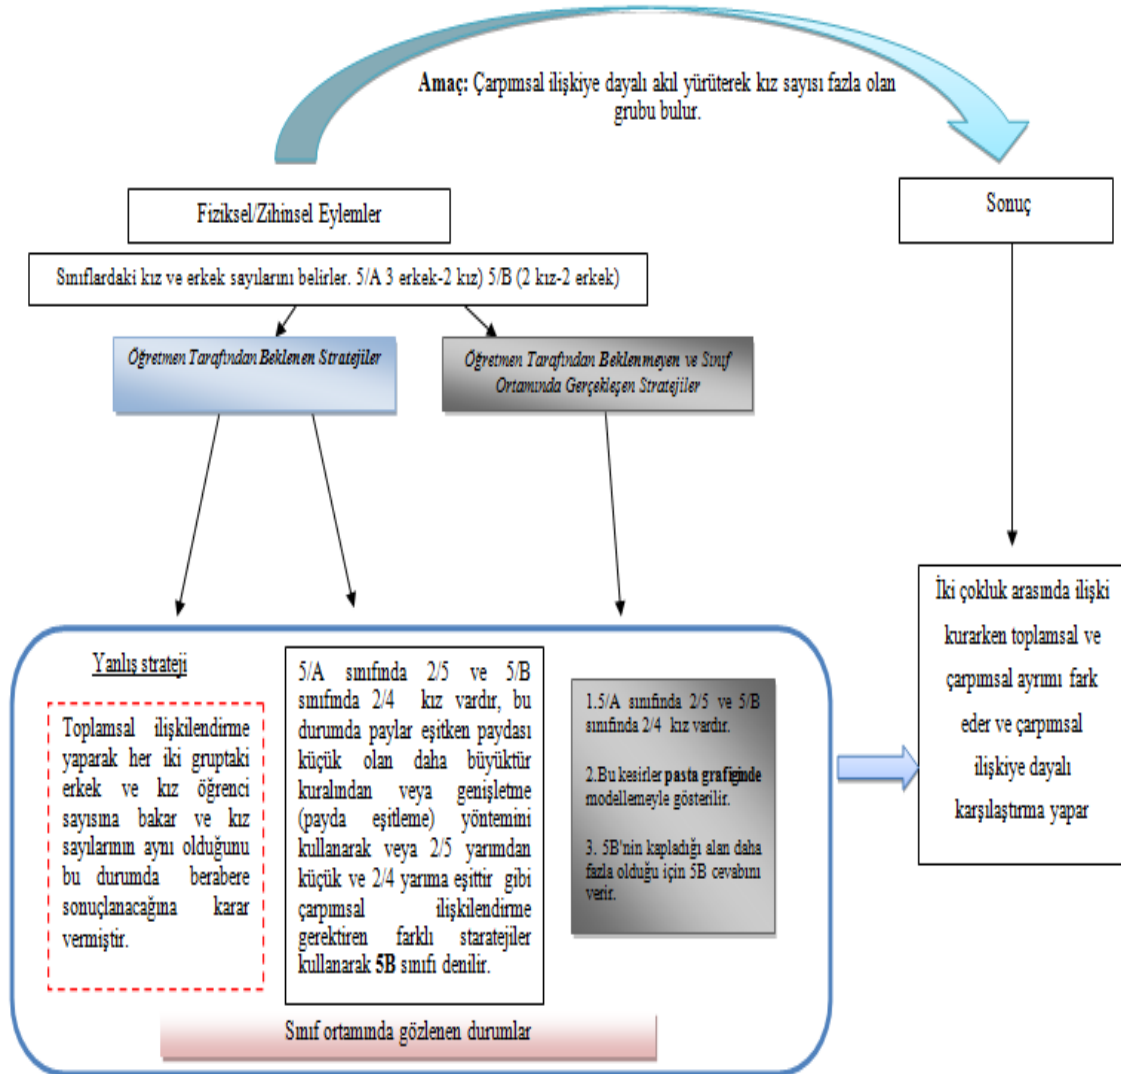 Amaç: Çarpımsal ilişkiye dayalı akıl yürüterek kız sayısı fazla olan
grubu bulur.
Fiziksel/Zihinsel Eylemler
Sonuç
Sınıflardaki kız ve erkek sayılarını belirler. 5/A 3 erkek-2 kız) 5/B (2 kız-2 erkek)
Öğretmen Tarafından Beklenen Stratejiler
Öğretmen Tarafından Beklenmeyen ve Sınıf
Ortamında Gerçekleşen Stratejiler
Yanlış strateji
Toplamsal ilişkilendirme
yaparak her iki gruptaki
erkek ve kız öğrenci
sayısına bakar ve kız
sayılarının aynı olduğunu
bu durumda berabere
sonuçlanacağına karar
vermiştir.
5/A sınıfında 2/5 ve 5/B
sınıfında 2/4 kız vardır, bu
durumda paylar eşitken paydası
küçük olan daha büyüktür
kuralından veya genişletme
(payda eşitleme) yöntemini
kullanarak veya 2/5 yarımdan
küçük ve 2/4 yarıma eşittir gibi
çarpımsal ilişkilendirme
gerektiren farklı staratejiler
kullanarak 5B sınıfı denilir.
1.5/A sınıfında 2/5 ve 5/B
sınıfında 2/4 kız vardır.
2.Bu kesirler pasta grafiğinde
modellemeyle gösterilir.
3. 5B'nin kapladığı alan daha
fazla olduğu için 5B cevabını
verir.
İki çokluk arasında ilişki
kurarken toplamsal ve
çarpımsal ayrımı fark
eder ve çarpımsal
ilişkiye dayalı
karşılaştırma yapar
Sınıf ortamında gözlenen durumlar